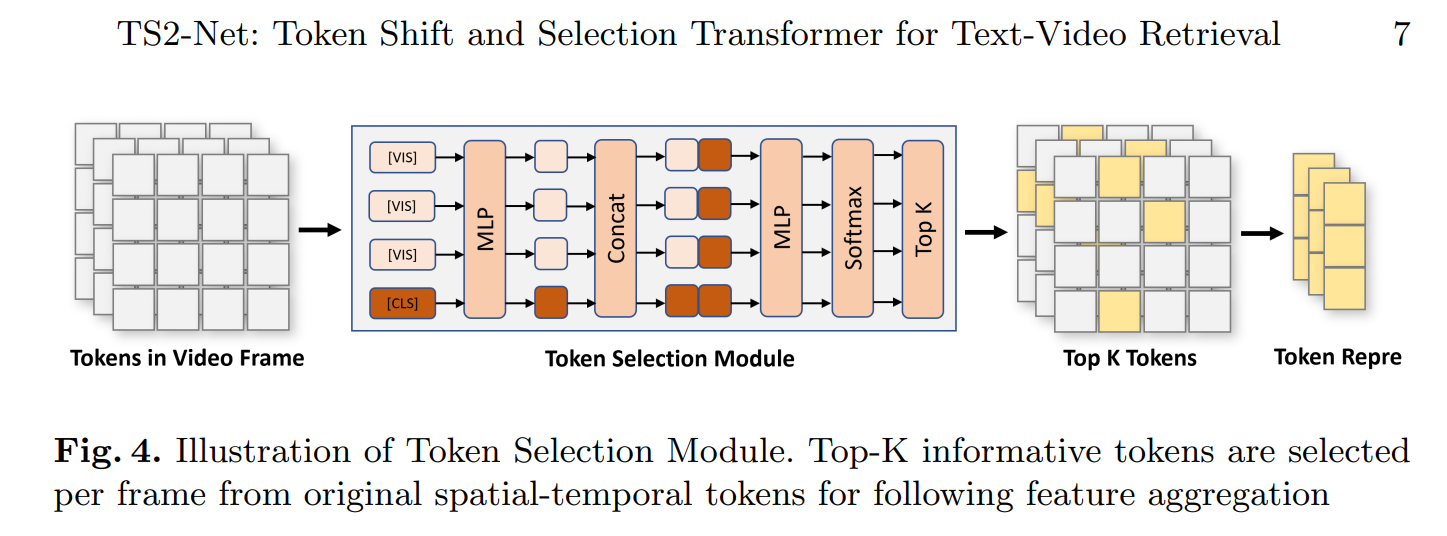 TS2-Net: Token Shift and Selection Transformer for Text-Video Retrieval 7
[VIS]
[VIS]
[VIS]
[CLS]
MLP
Concat
MLP
Softmax
Top K
Tokens in Video Frame
Token Selection Module
Top K Tokens
Token Repre
Fig. 4. Illustration of Token Selection Module. Top-K informative tokens are selected
per frame from original spatial-temporal tokens for following feature aggregation